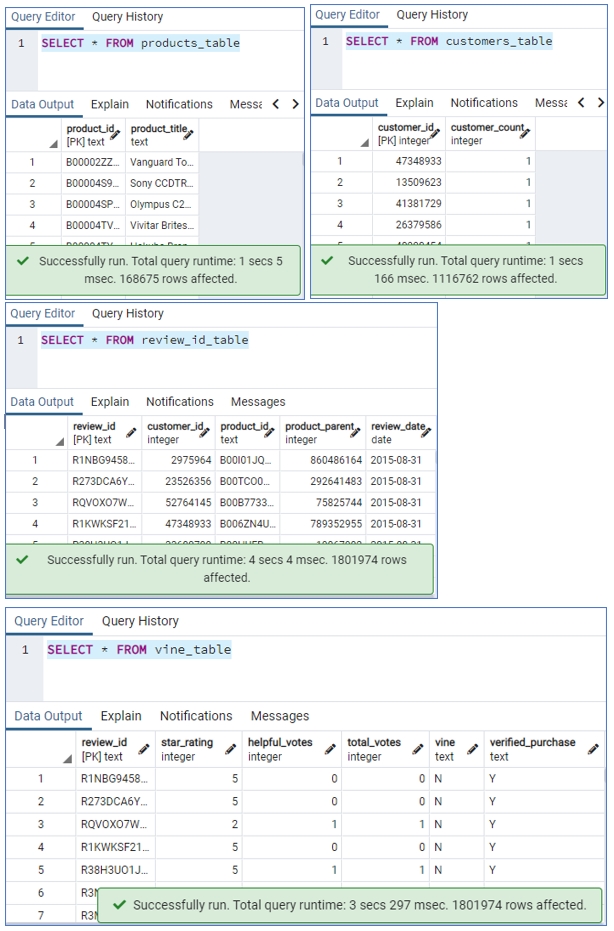 Query Editor Query History
1 SELECT * FROM products_table
Data Output Explain Notifications Messa
product_id product_title
[PK] text text
1 B00002ZZ... Vanguard To...
2 B00004S9... Sony CCDTR...
3 B00004SP... Olympus C2...
4 B00004TV... Vivitar Brites...
Successfully run. Total query runtime: 1 secs 5
msec. 168675 rows affected.
Query Editor Query History
1 SELECT * FROM customers_table
Data Output Explain Notifications Messa
customer_id customer_count
[PK] integer integer
1 47348933 1
2 13509623 1
3 41381729 1
4 26379586 1
Successfully run. Total query runtime: 1 secs
166 msec. 1116762 rows affected.
Query Editor Query History
1 SELECT * FROM review_id_table
Data Output Explain Notifications Messages
review_id customer_id product_id product_parent review_date
[PK] text integer text integer date
1 R1NBG9458... 2975964 B00I01JQ... 860486164 2015-08-31
2 R273DCA6Y... 23526356 B00TCO0... 292641483 2015-08-31
3 RQVOXO7W... 52764145 B00B7733... 75825744 2015-08-31
4 R1KWKSF21... 47348933 B006ZN4U... 789352955 2015-08-31
Successfully run. Total query runtime: 4 secs 4 msec. 1801974 rows
affected.
Query Editor Query History
1 SELECT * FROM vine_table
Data Output Explain Notifications Messages
review_id star_rating helpful_votes total_votes vine verified_purchase
[PK] text integer integer integer text text
1 R1NBG9458... 5 0 0 N Y
2 R273DCA6Y... 5 0 0 N Y
3 RQVOXO7W... 2 1 1 N Y
4 R1KWKSF21... 5 0 0 N Y
5 R38H3UO1J... 5 1 1 N Y
6
7
Successfully run. Total query runtime: 3 secs 297 msec. 1801974 rows affected.